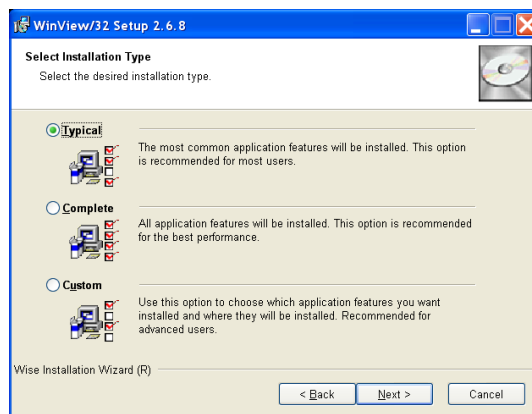 WinView/32 Setup 2.6.8
Select Installation Type
Select the desired installation type.
Typical
The most common application features will be installed. This option
is recommended for most users.
Complete
All application features will be installed. This option is recommended
for the best performance.
Custom
Use this option to choose which application features you want
installed and where they will be installed. Recommended for
advanced users.
Wise Installation Wizard (R)
< Back
Next >
Cancel